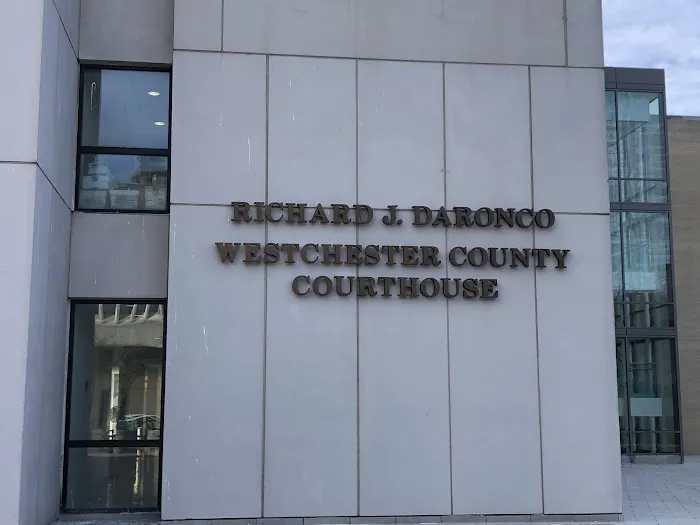 RICHARD J. DARONCO
WESTCHESTER COUNTY
COURTHOUSE